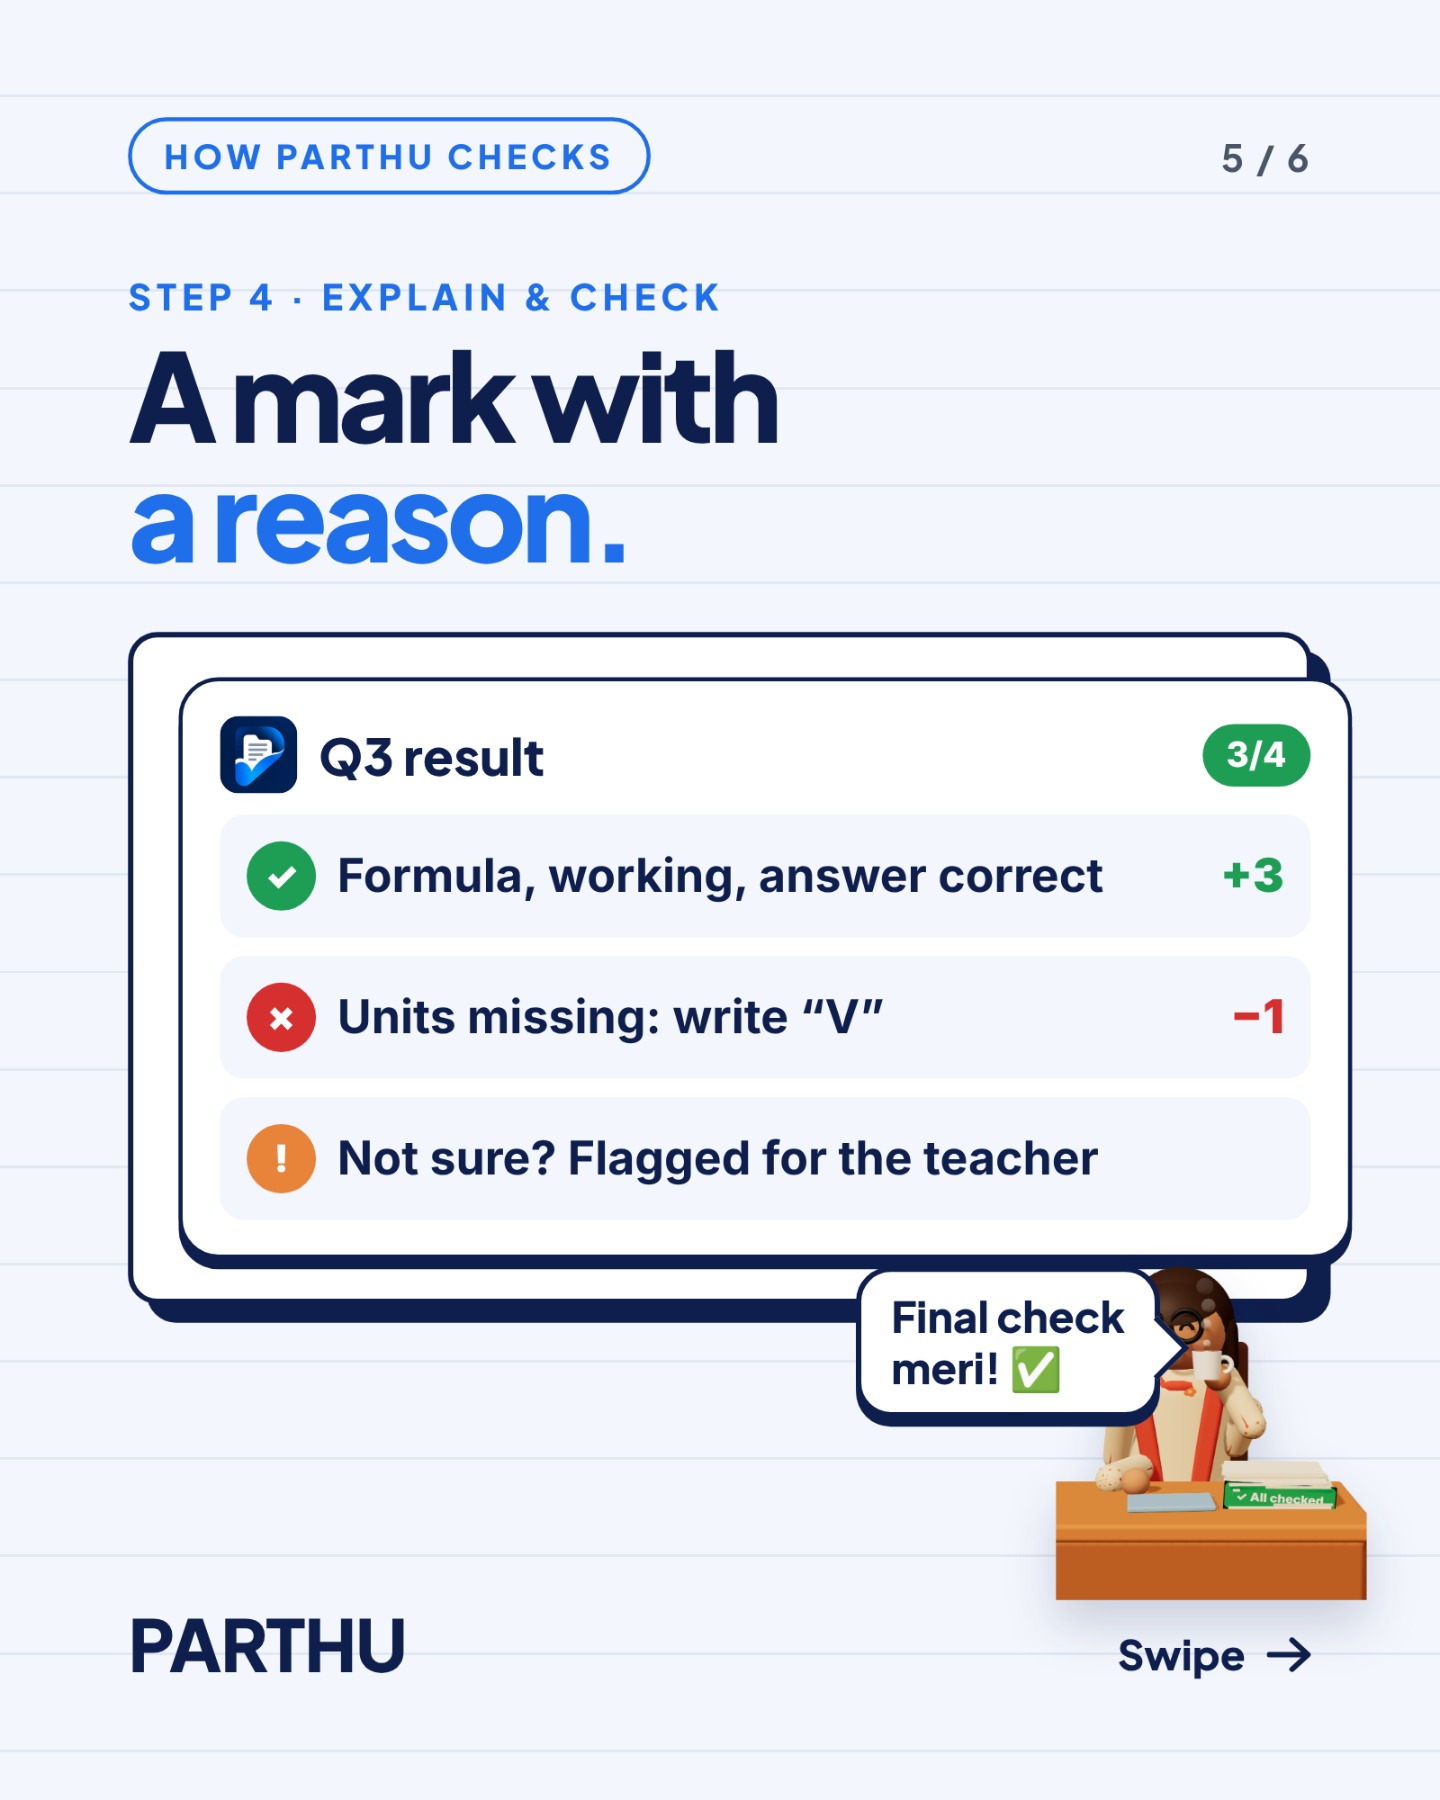 HOW PARTHU CHECKS
5 / 6
STEP 4 · EXPLAIN & CHECK
A mark with
a reason.
Q3 result
3/4
Formula, working, answer correct
+3
Units missing: write “V”
−1
Not sure? Flagged for the teacher
Final check
meri! ✅
✓ All checked
PARTHU
Swipe →